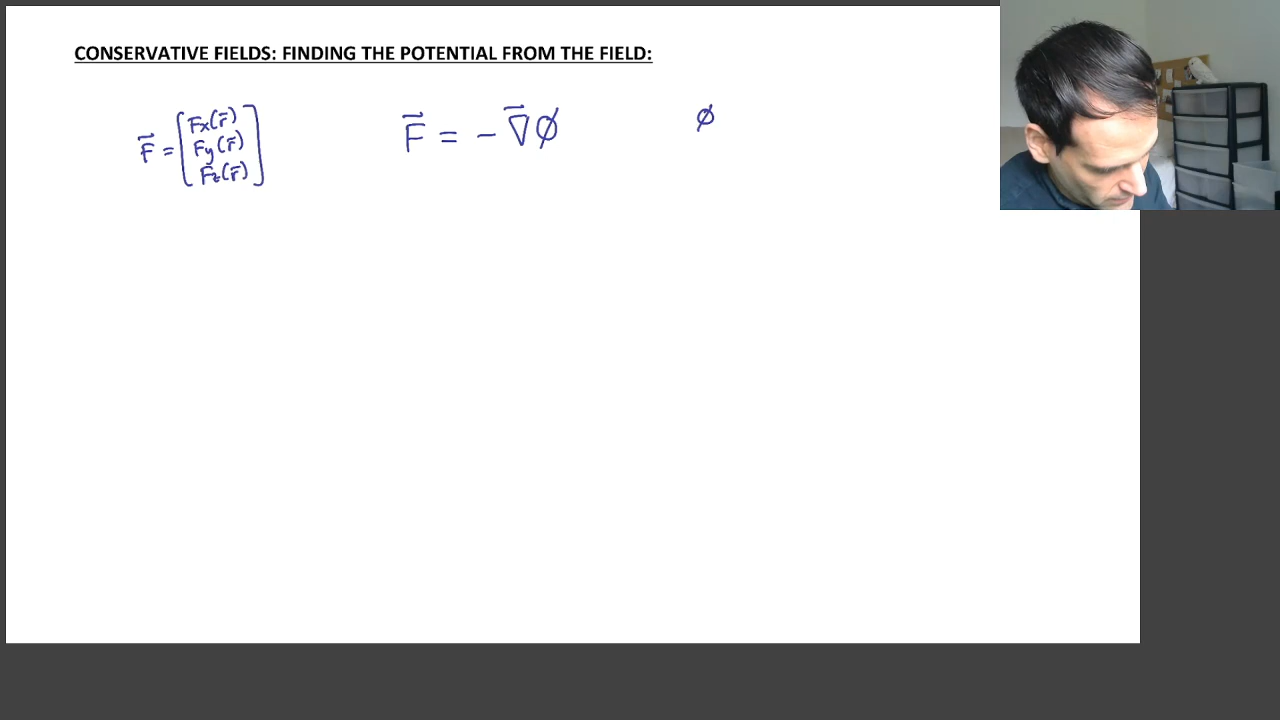 CONSERVATIVE FIELDS: FINDING THE POTENTIAL FROM THE FIELD:
F⃗ = [Fx(r̄) Fy(r̄) Fz(r̄)]
F⃗ = - ∇̄∅
∅